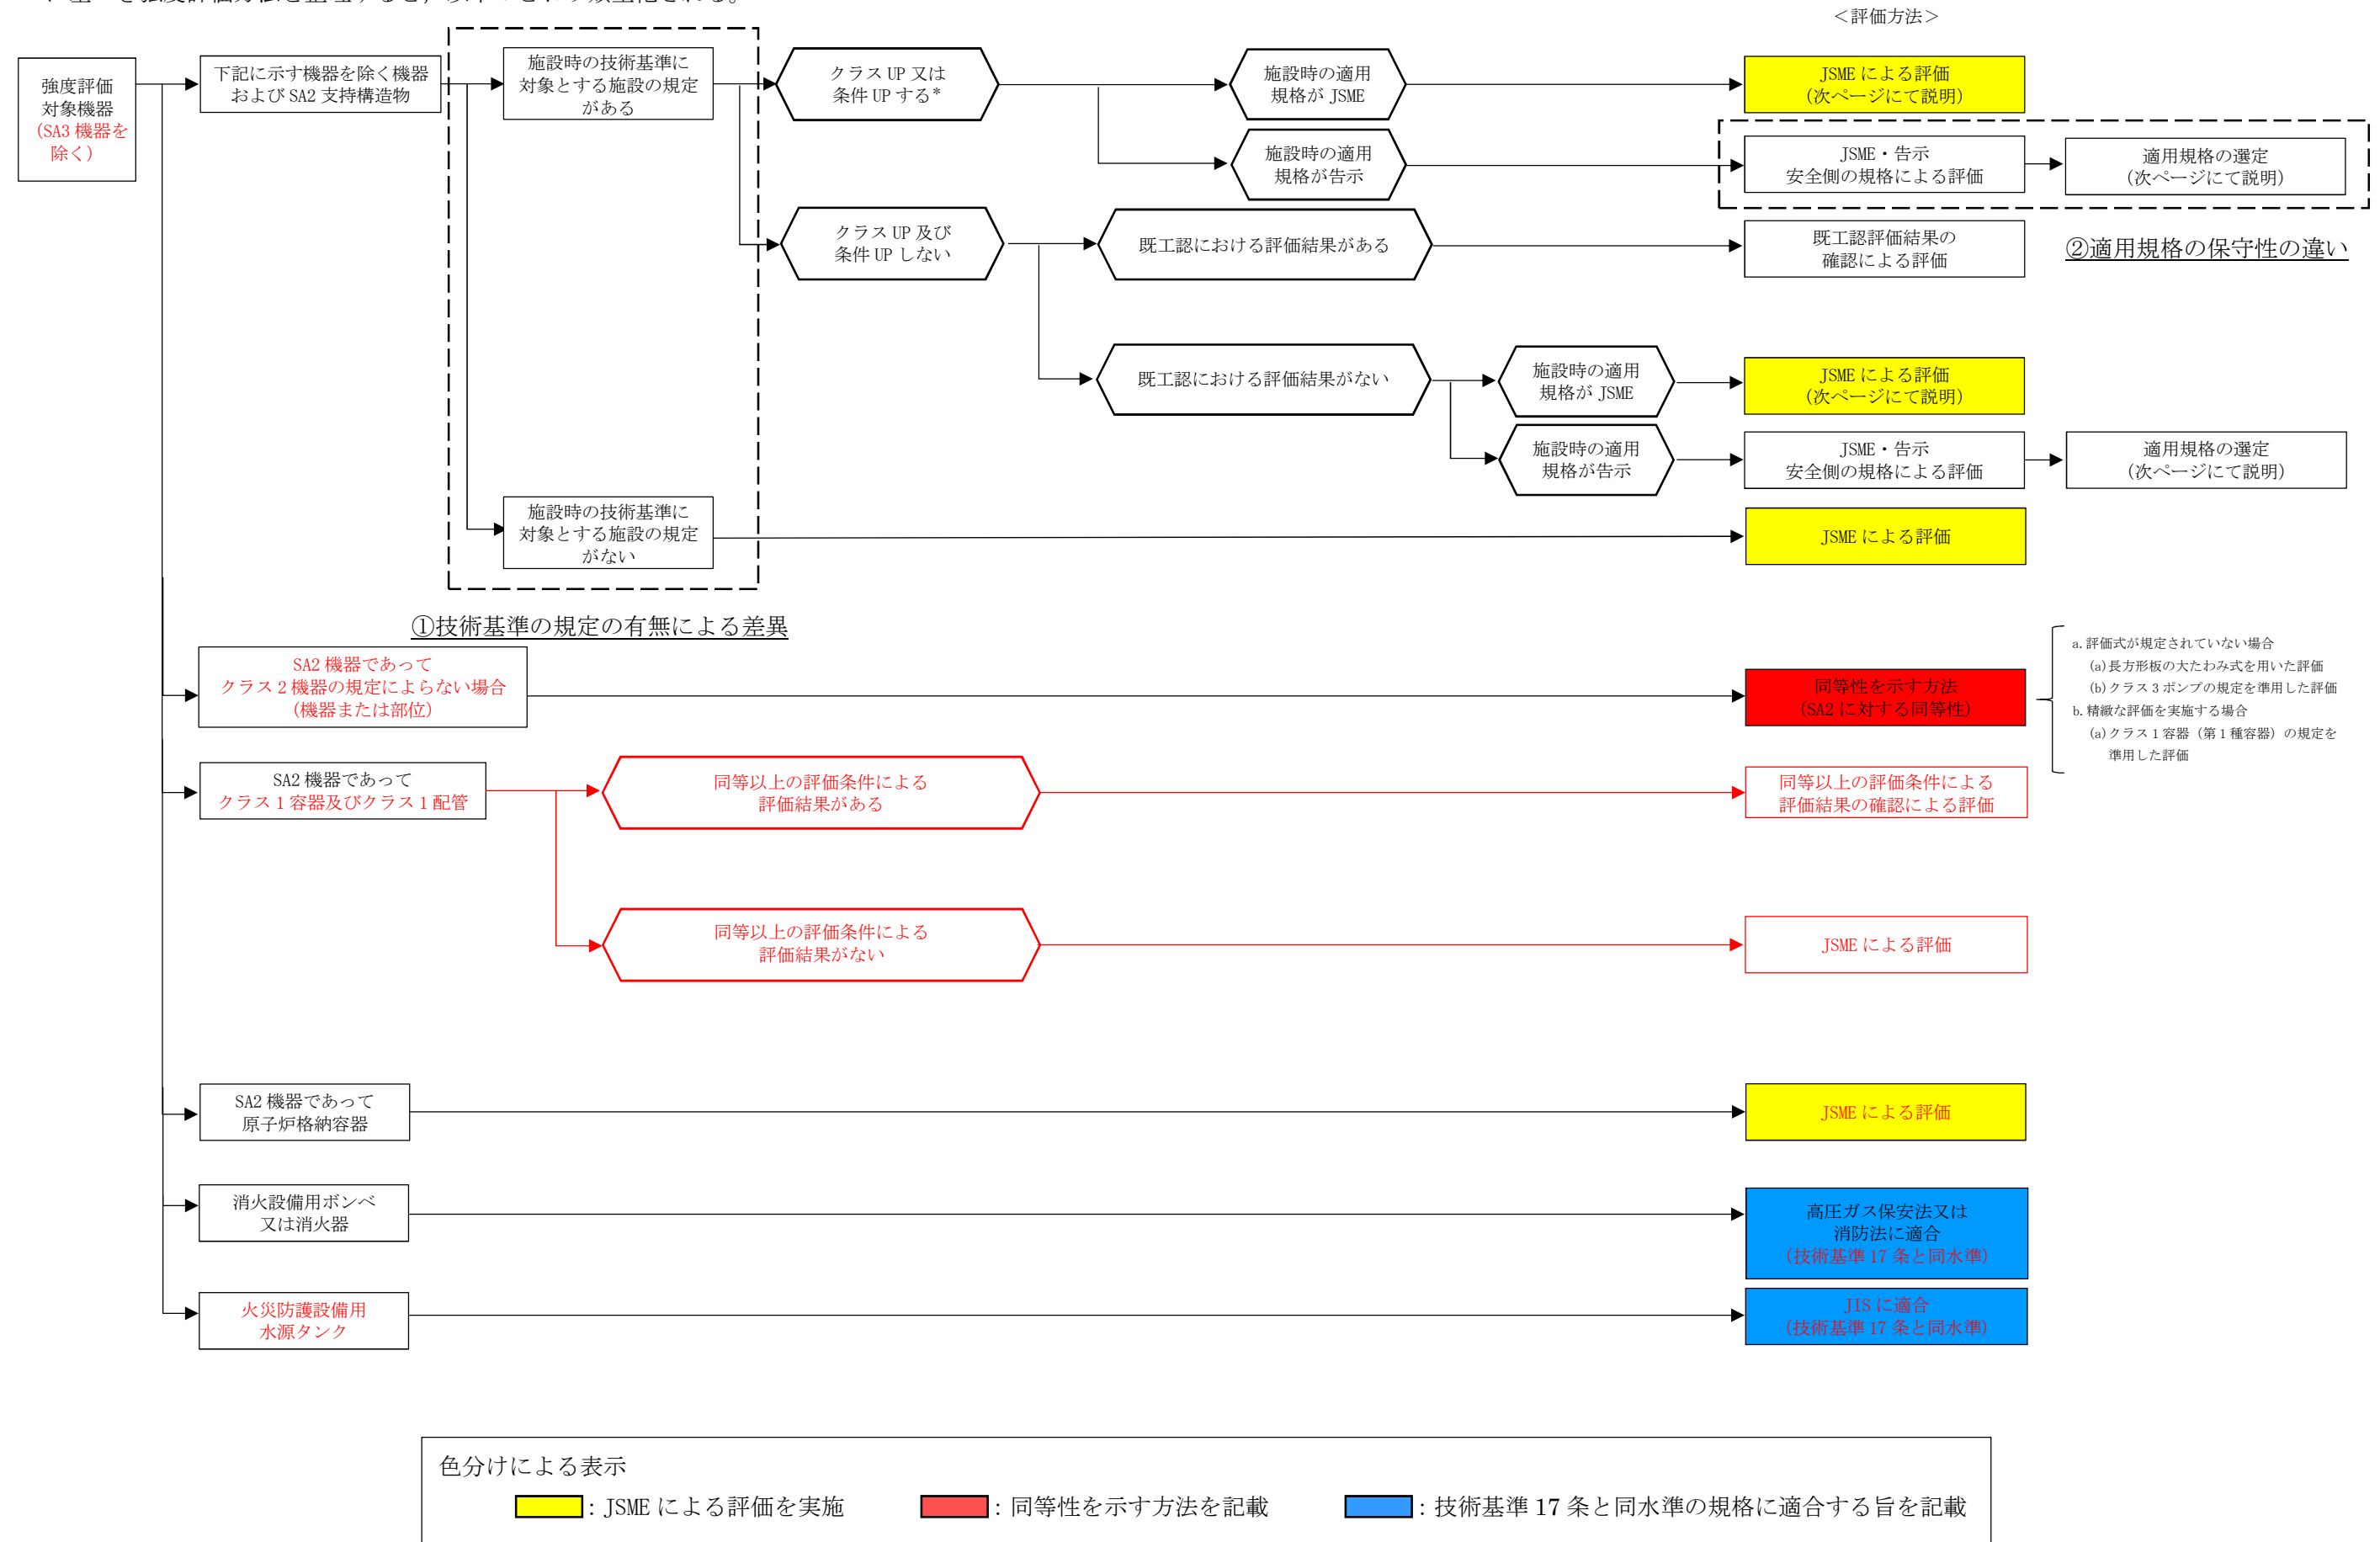 ＜評価方法＞
強度評価
対象機器
（SA3 機器を
除く）
下記に示す機器を除く機器
および SA2 支持構造物
施設時の技術基準に
対象とする施設の規定
がある
クラス UP 又は
条件 UP する*
施設時の適用
規格が JSME
JSME による評価
（次ページにて説明）
施設時の適用
規格が告示
JSME・告示
安全側の規格による評価
適用規格の選定
（次ページにて説明）
クラス UP 及び
条件 UP しない
既工認における評価結果がある
既工認評価結果の
確認による評価
②適用規格の保守性の違い
既工認における評価結果がない
施設時の適用
規格が JSME
JSME による評価
（次ページにて説明）
施設時の適用
規格が告示
JSME・告示
安全側の規格による評価
適用規格の選定
（次ページにて説明）
施設時の技術基準に
対象とする施設の規定
がない
JSME による評価
①技術基準の規定の有無による差異
SA2 機器であって
クラス２機器の規定によらない場合
（機器または部位）
同等性を示す方法
（SA2 に対する同等性）
a.評価式が規定されていない場合
(a)長方形板の大たわみ式を用いた評価
(b)クラス３ポンプの規定を準用した評価
b.精緻な評価を実施する場合
(a)クラス１容器（第１種容器）の規定を
準用した評価
SA2 機器であって
クラス１容器及びクラス１配管
同等以上の評価条件による
評価結果がある
同等以上の評価条件による
評価結果の確認による評価
同等以上の評価条件による
評価結果がない
JSME による評価
SA2 機器であって
原子炉格納容器
JSME による評価
消火設備用ボンベ
又は消火器
高圧ガス保安法又は
消防法に適合
（技術基準 17 条と同水準）
火災防護設備用
水源タンク
JIS に適合
（技術基準 17 条と同水準）
色分けによる表示
：JSME による評価を実施
：同等性を示す方法を記載
：技術基準 17 条と同水準の規格に適合する旨を記載